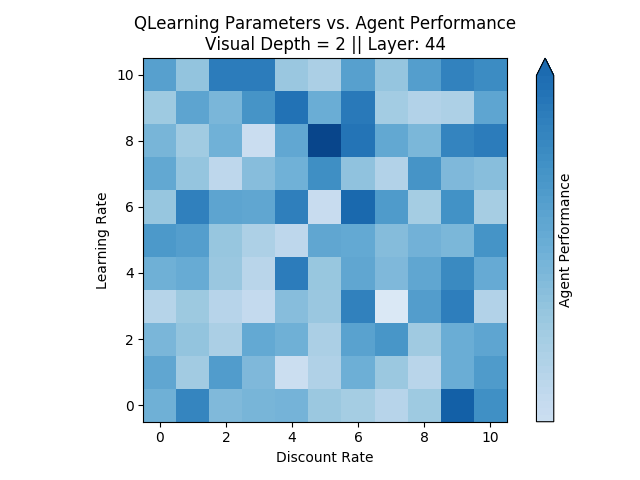 QLearning Parameters vs. Agent Performance
Visual Depth = 2 || Layer: 44
10
8
6
4
2
0
Learning Rate
0 2 4 6 8 10
Discount Rate
Agent Performance